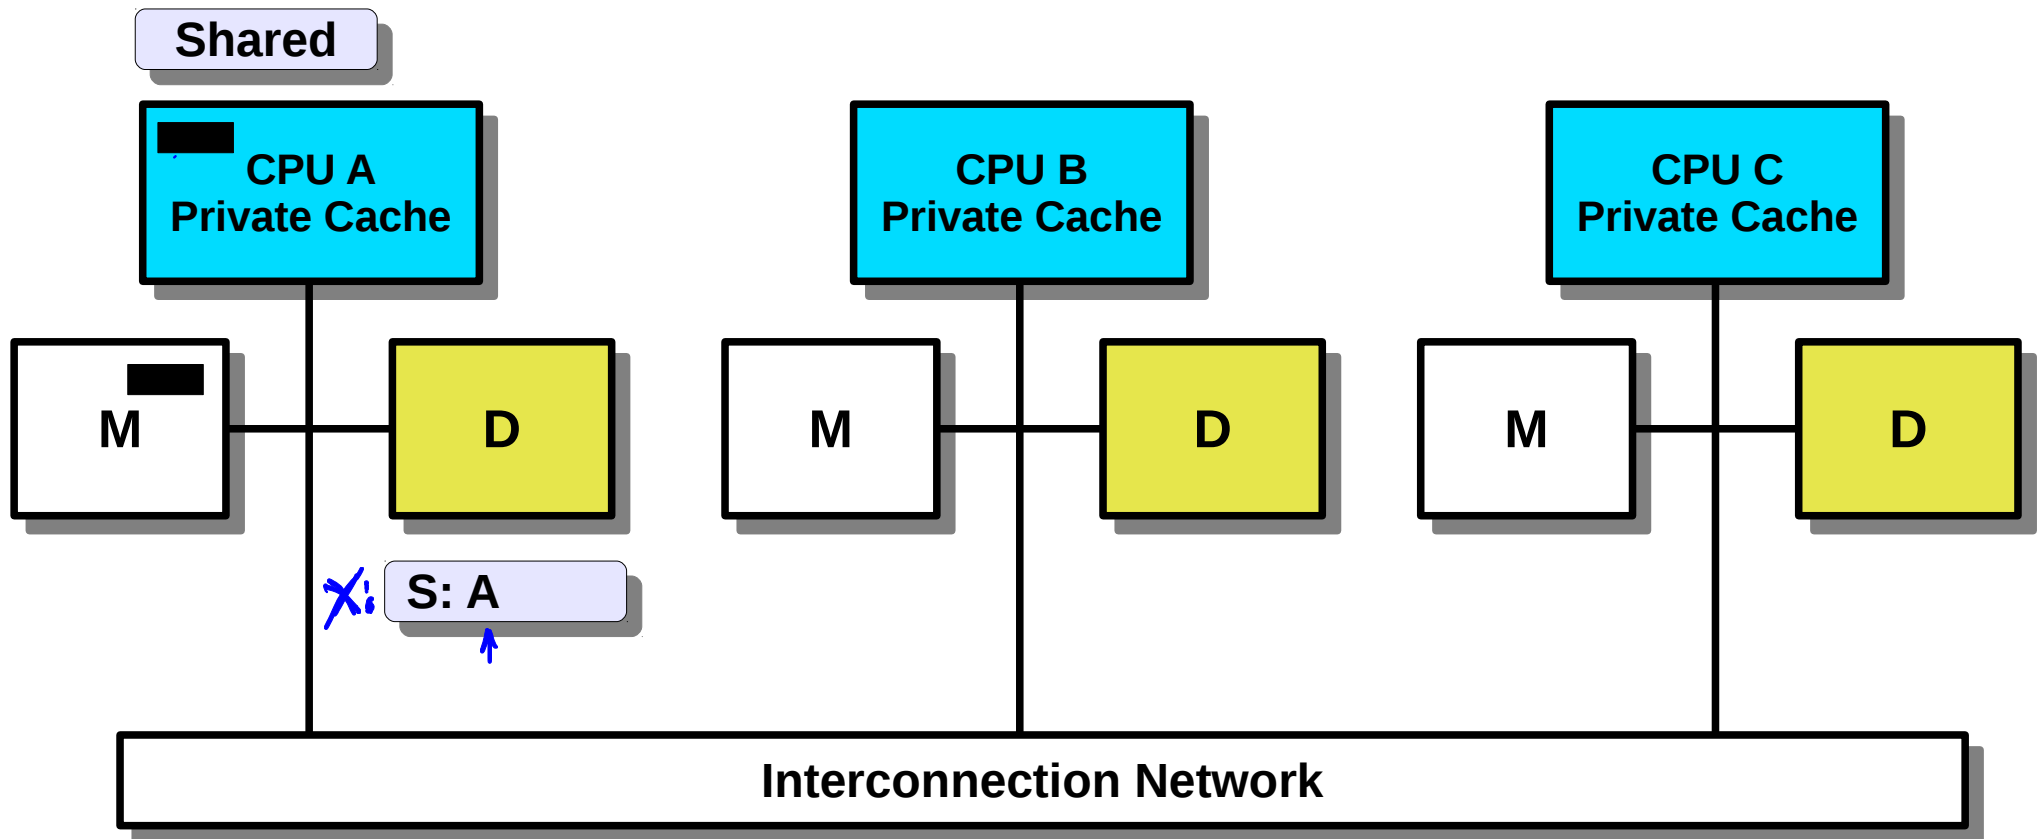 Shared
CPU A
Private Cache
CPU B
Private Cache
CPU C
Private Cache
M
D
M
D
M
D
X:
S: A
Interconnection Network